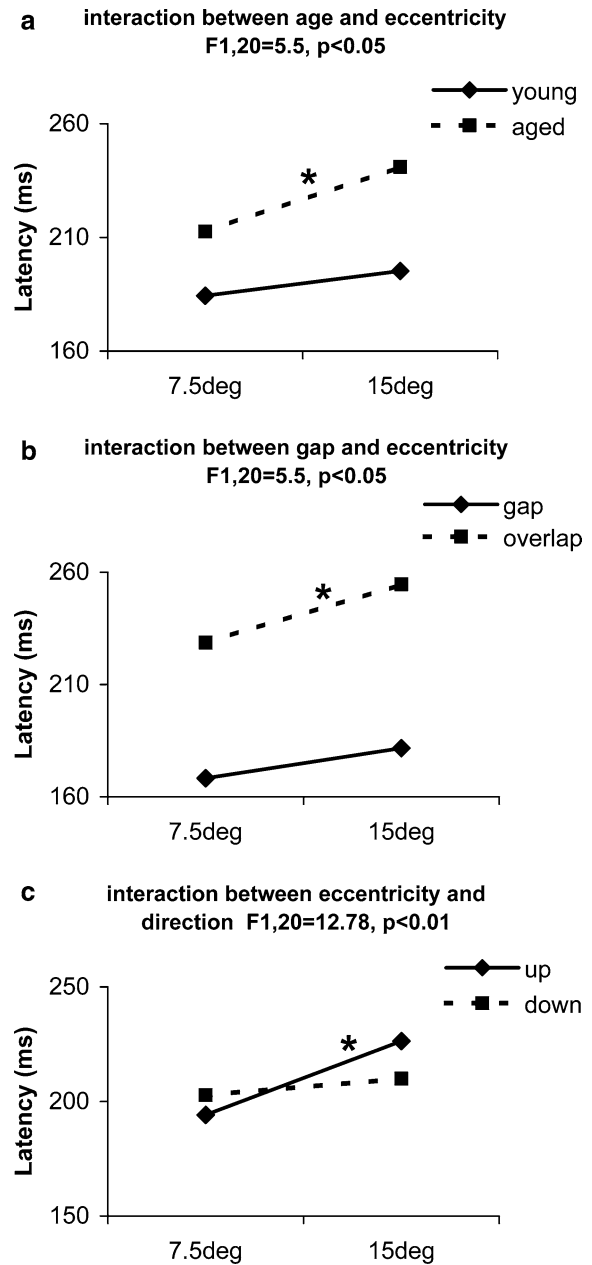 a
interaction between age and eccentricity
F1,20=5.5, p<0.05
young
aged
Latency (ms)
260
210
160
7.5deg 15deg
b
interaction between gap and eccentricity
F1,20=5.5, p<0.05
gap
overlap
Latency (ms)
260
210
160
7.5deg 15deg
c
interaction between eccentricity and
direction F1,20=12.78, p<0.01
up
down
Latency (ms)
250
200
150
7.5deg 15deg
*
*
*